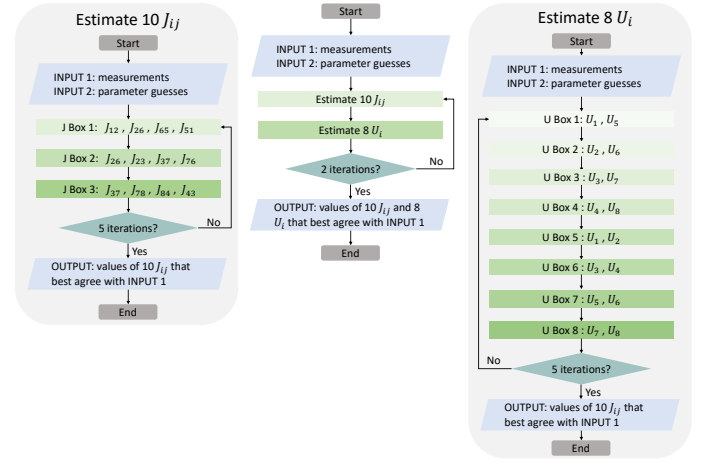 Estimate 10 J_{ij}
Start
INPUT 1: measurements
INPUT 2: parameter guesses
J Box 1: J_{12} , J_{26} , J_{65} , J_{51}
J Box 2: J_{26} , J_{23} , J_{37} , J_{76}
J Box 3: J_{37} , J_{78} , J_{84} , J_{43}
5 iterations?
No
Yes
OUTPUT: values of 10 J_{ij} that
best agree with INPUT 1
End
Start
INPUT 1: measurements
INPUT 2: parameter guesses
Estimate 10 J_{ij}
Estimate 8 U_i
2 iterations?
No
Yes
OUTPUT: values of 10 J_{ij} and 8
U_i that best agree with INPUT 1
End
Estimate 8 U_i
Start
INPUT 1: measurements
INPUT 2: parameter guesses
U Box 1: U_1 , U_5
U Box 2 : U_2 , U_6
U Box 3 : U_3 , U_7
U Box 4 : U_4 , U_8
U Box 5 : U_1 , U_2
U Box 6 : U_3 , U_4
U Box 7 : U_5 , U_6
U Box 8 : U_7 , U_8
No
5 iterations?
Yes
OUTPUT: values of 10 J_{ij} that
best agree with INPUT 1
End